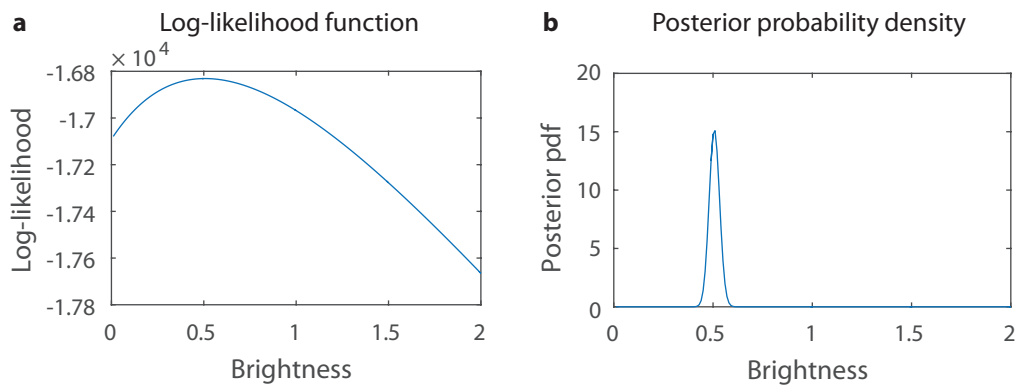 a Log-likelihood function
× 10^4
-1.68
-1.7
-1.72
-1.74
-1.76
-1.78
Log-likelihood
0 0.5 1 1.5 2
Brightness
b Posterior probability density
20
15
10
5
0
Posterior pdf
0 0.5 1 1.5 2
Brightness